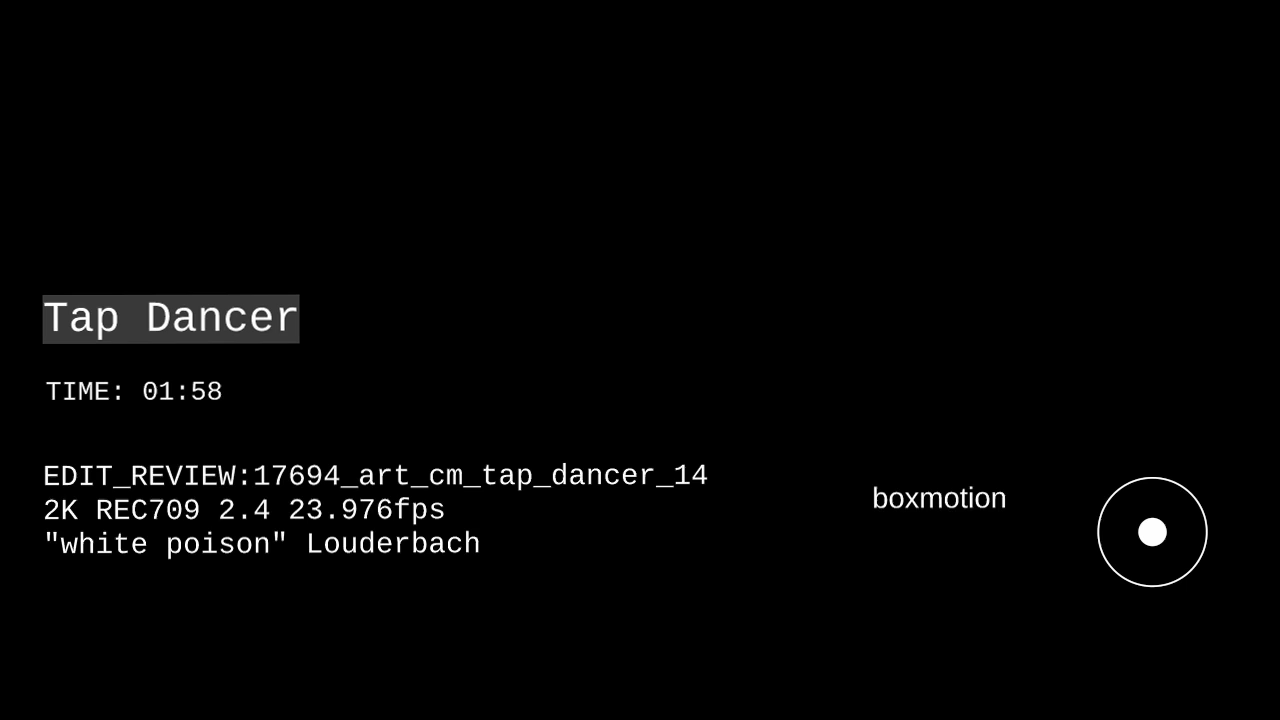 Tap Dancer
TIME: 01:58
EDIT_REVIEW:17694_art_cm_tap_dancer_14
2K REC709 2.4 23.976fps
"white poison" Louderbach
boxmotion